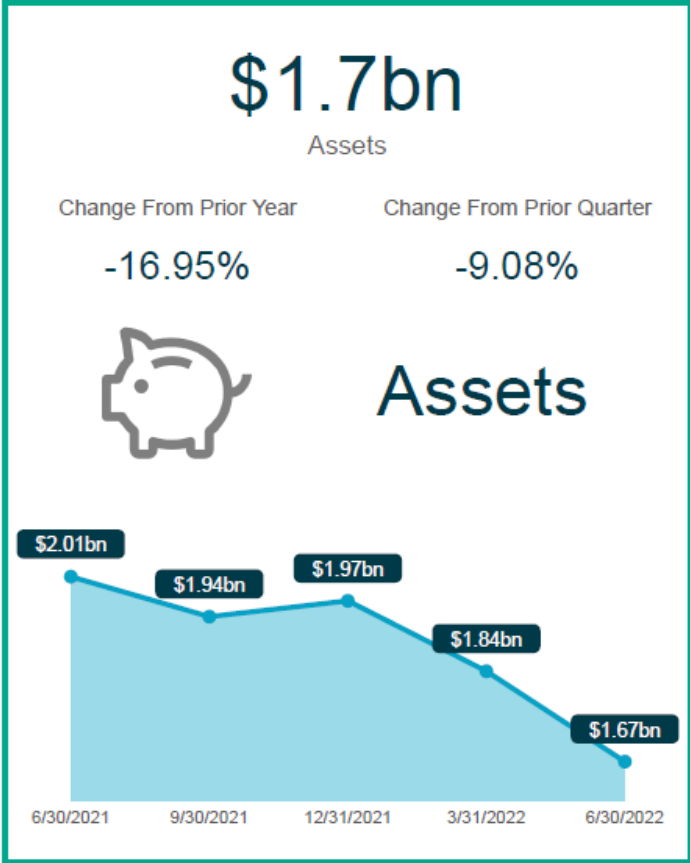 $1.7bn
Assets
Change From Prior Year Change From Prior Quarter
-16.95% -9.08%
Assets
$2.01bn
$1.94bn
$1.97bn
$1.84bn
$1.67bn
6/30/2021 9/30/2021 12/31/2021 3/31/2022 6/30/2022